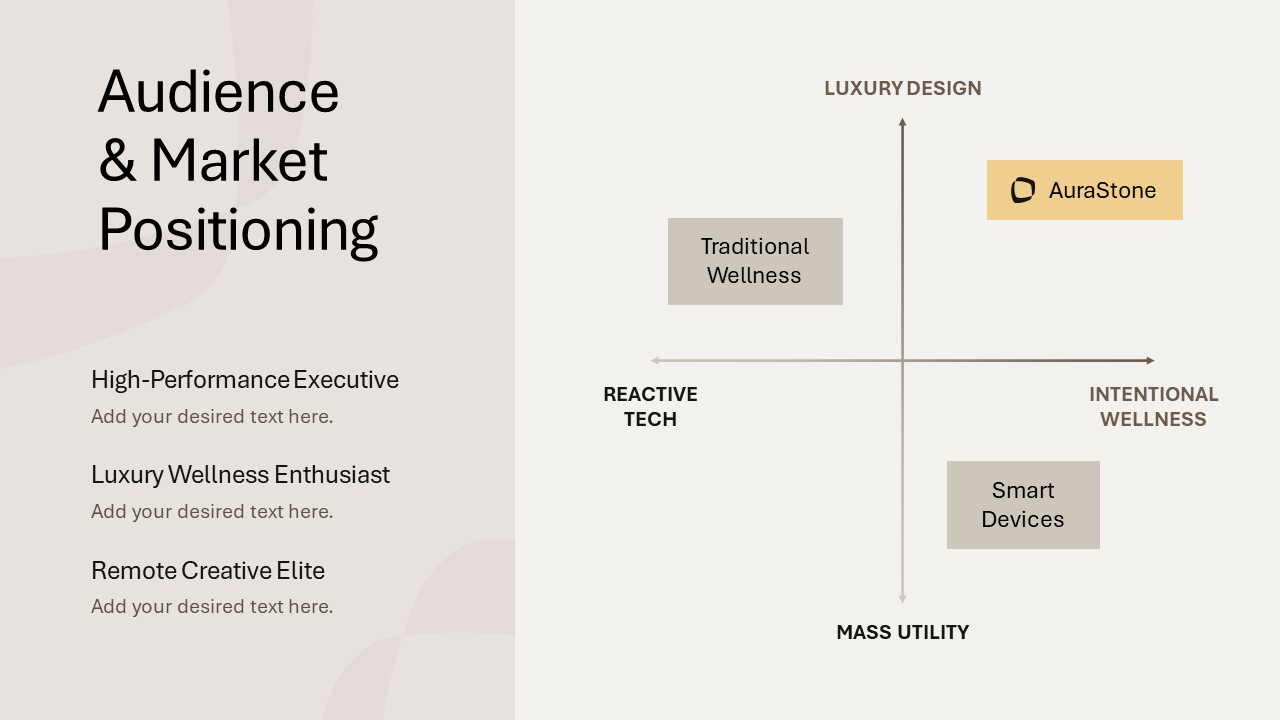 Audience
& Market
Positioning
High-Performance Executive
Add your desired text here.
Luxury Wellness Enthusiast
Add your desired text here.
Remote Creative Elite
Add your desired text here.
LUXURY DESIGN
AuraStone
Traditional
Wellness
REACTIVE
TECH
INTENTIONAL
WELLNESS
Smart
Devices
MASS UTILITY